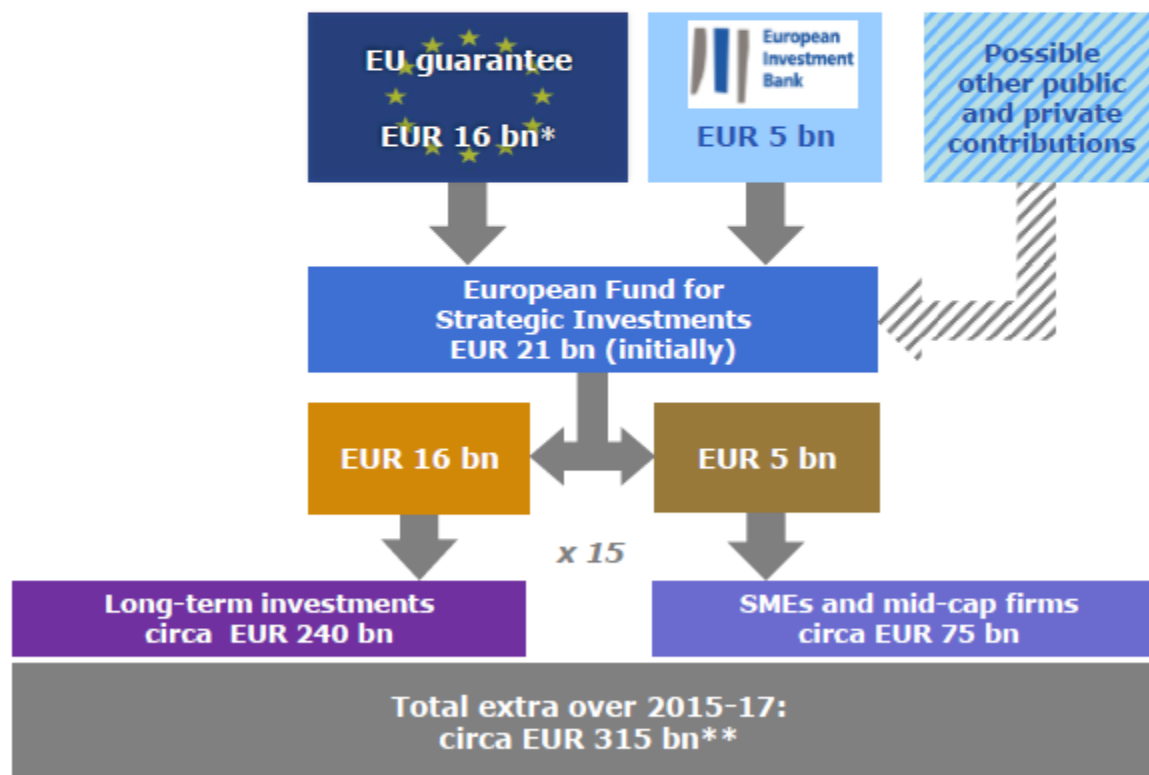 EU guarantee
EUR 16 bn*
European
Investment
Bank
EUR 5 bn
Possible
other public
and private
contributions
European Fund for
Strategic Investments
EUR 21 bn (initially)
EUR 16 bn
EUR 5 bn
x 15
Long-term investments
circa EUR 240 bn
SMEs and mid-cap firms
circa EUR 75 bn
Total extra over 2015-17:
circa EUR 315 bn**